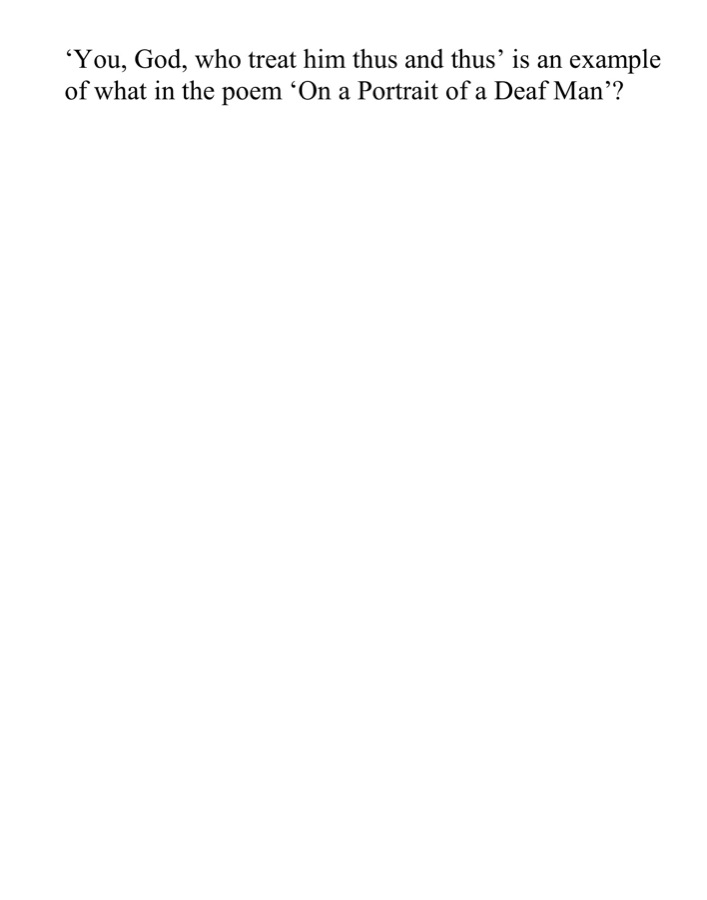 ‘You, God, who treat him thus and thus’ is an example
of what in the poem ‘On a Portrait of a Deaf Man’?